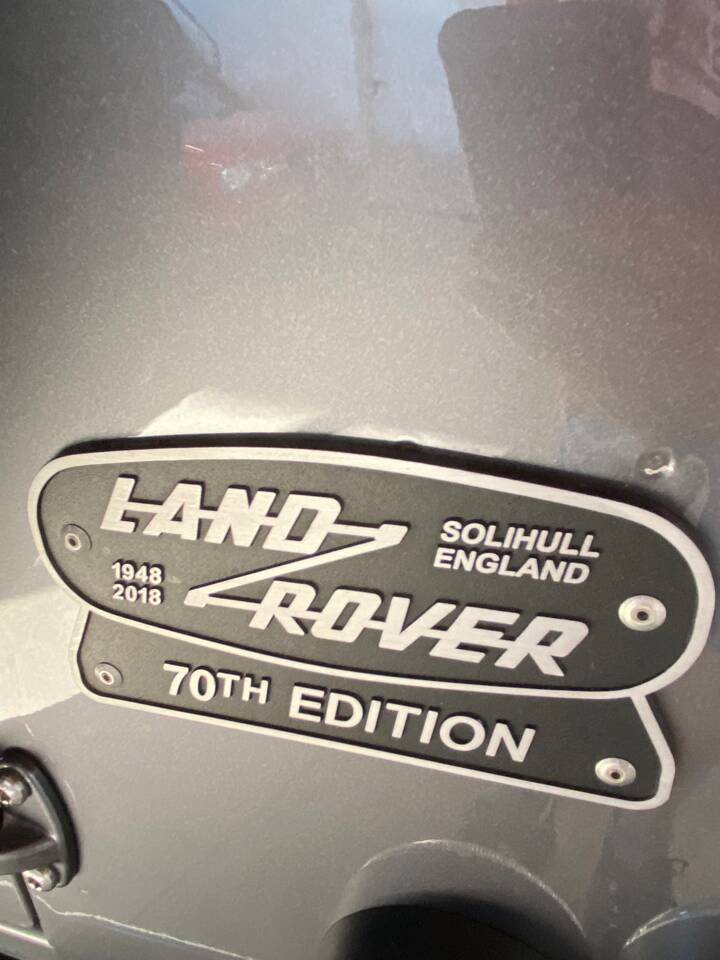 LAND
ROVER
SOLIHULL
ENGLAND
1948
2018
70TH EDITION